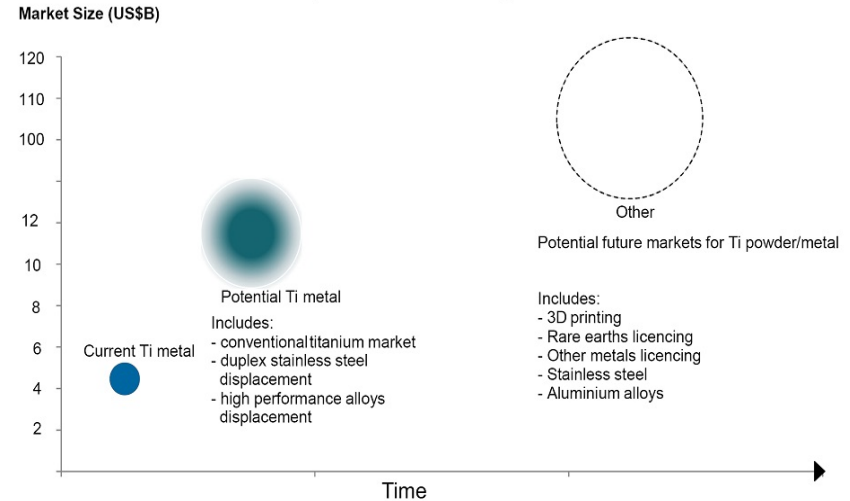 Market Size (US$B)
120
110
100
12
10
8
6
4
2
Current Ti metal
Potential Ti metal
Includes:
- conventional titanium market
- duplex stainless steel
displacement
- high performance alloys
displacement
Other
Potential future markets for Ti powder/metal
Includes:
- 3D printing
- Rare earths licencing
- Other metals licencing
- Stainless steel
- Aluminium alloys
Time